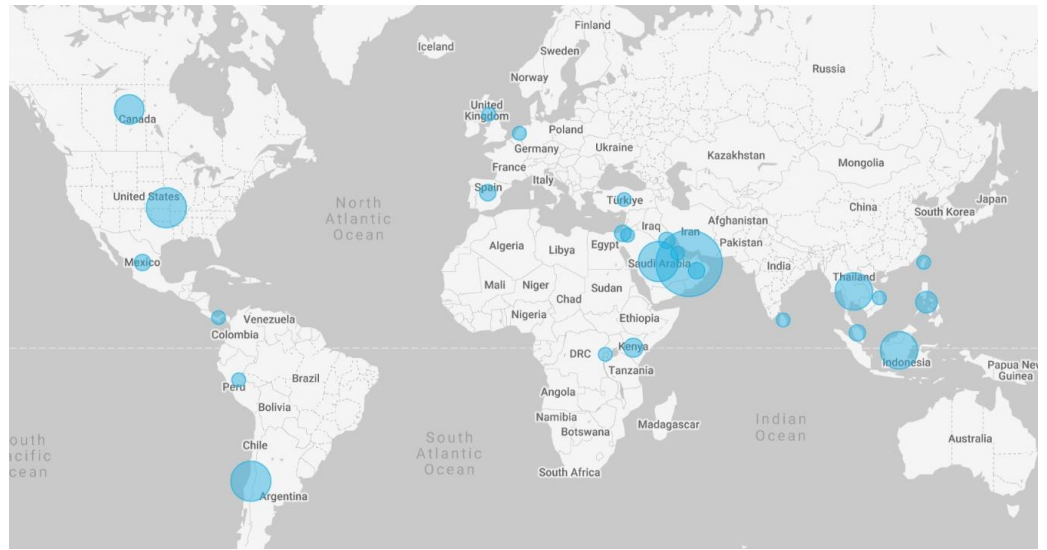 Finland
Iceland
Sweden
Russia
Norway
United
Kingdom
Canada
Poland
Germany
Ukraine
Kazakhstan
Mongolia
France
Italy
Spain
United States
Türkiye
North
Atlantic
Ocean
China
Japan
South Korea
Afghanistan
Iraq
Iran
Pakistan
Algeria
Libya
Egypt
Mexico
Saudi Arabia
India
Thailand
Mali
Niger
Sudan
Chad
Nigeria
Ethiopia
Venezuela
Colombia
DRC
Kenya
Tanzania
Indonesia
Papua New
Guinea
Peru
Brazil
Angola
Bolivia
Namibia
Botswana
Madagascar
Indian
Ocean
Chile
South
Atlantic
Ocean
outh
acific
cean
Australia
South Africa
Argentina